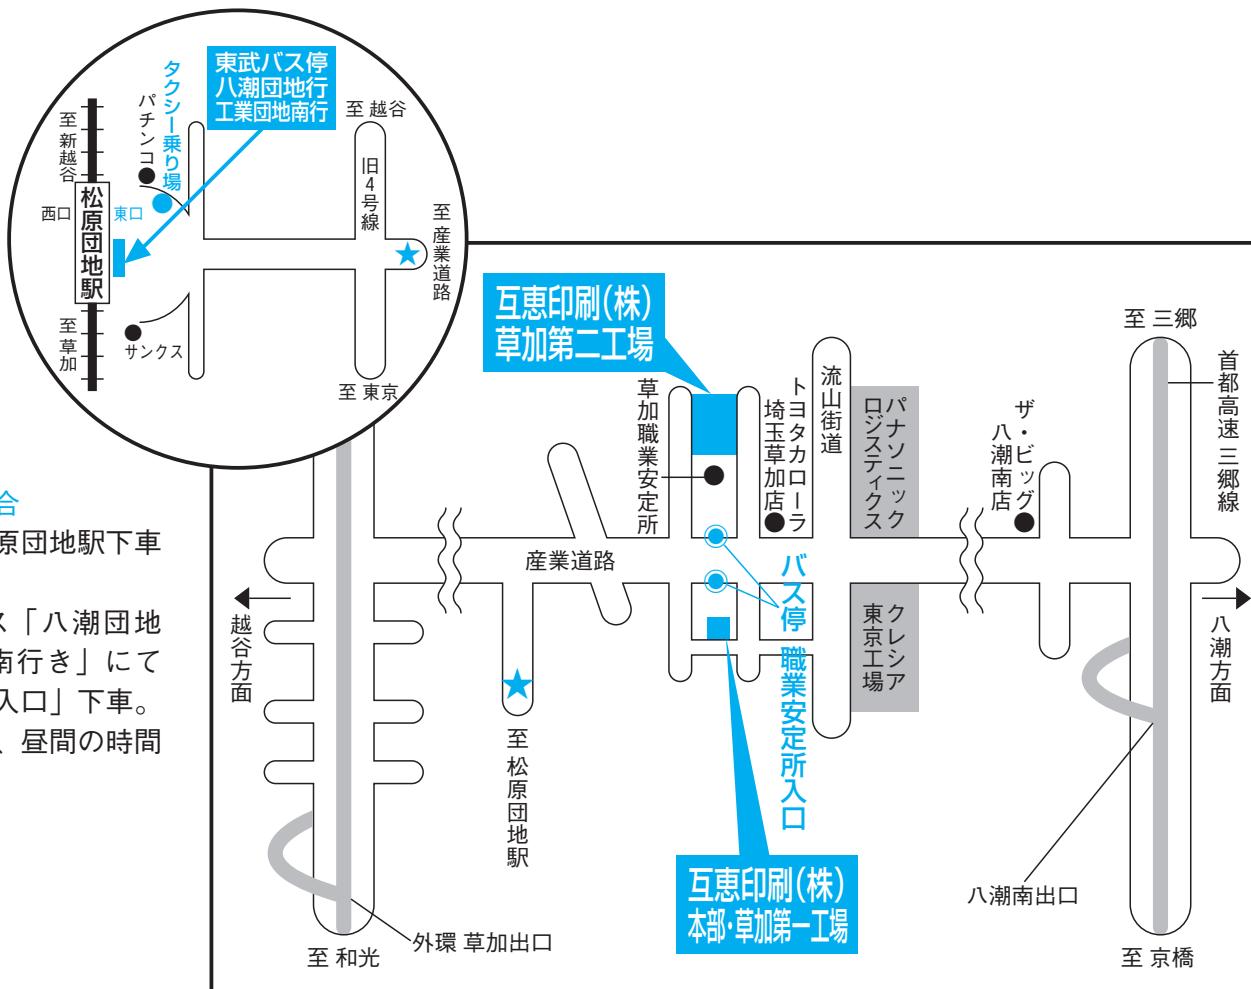 東武バス停
八潮団地行
工業団地南行
タクシー乗り場
パチンコ
至 新越谷
西口
松原団地駅
東口
至 草加
サンクス
至 越谷
旧4号線
至 産業道路
至 東京
互恵印刷(株)
草加第二工場
草加職業安定所
トヨタカローラ
埼玉草加店
流山街道
パナソニック
ロジスティクス
ザ・ビッグ
八潮南店
至 三郷
首都高速 三郷線
合
原団地駅下車
ス「八潮団地
南行き」にて
入口」下車。
、昼間の時間
産業道路
越谷方面
バス停 職業安定所入口
クレシア
東京工場
八潮方面
至 松原団地駅
互恵印刷(株)
本部・草加第一工場
八潮南出口
外環 草加出口
至 和光
至 京橋